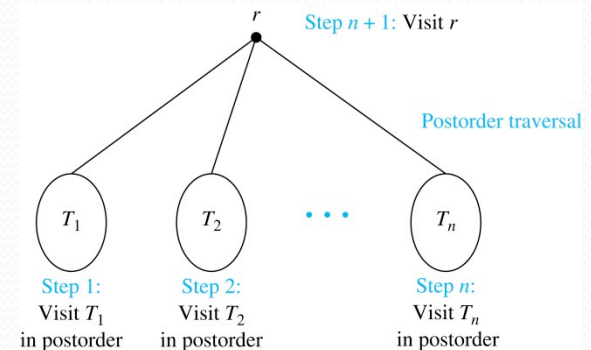 r
Step n + 1: Visit r
Postorder traversal
T₁
T₂
• • •
Tₙ
Step 1:
Visit T₁
in postorder
Step 2:
Visit T₂
in postorder
Step n:
Visit Tₙ
in postorder